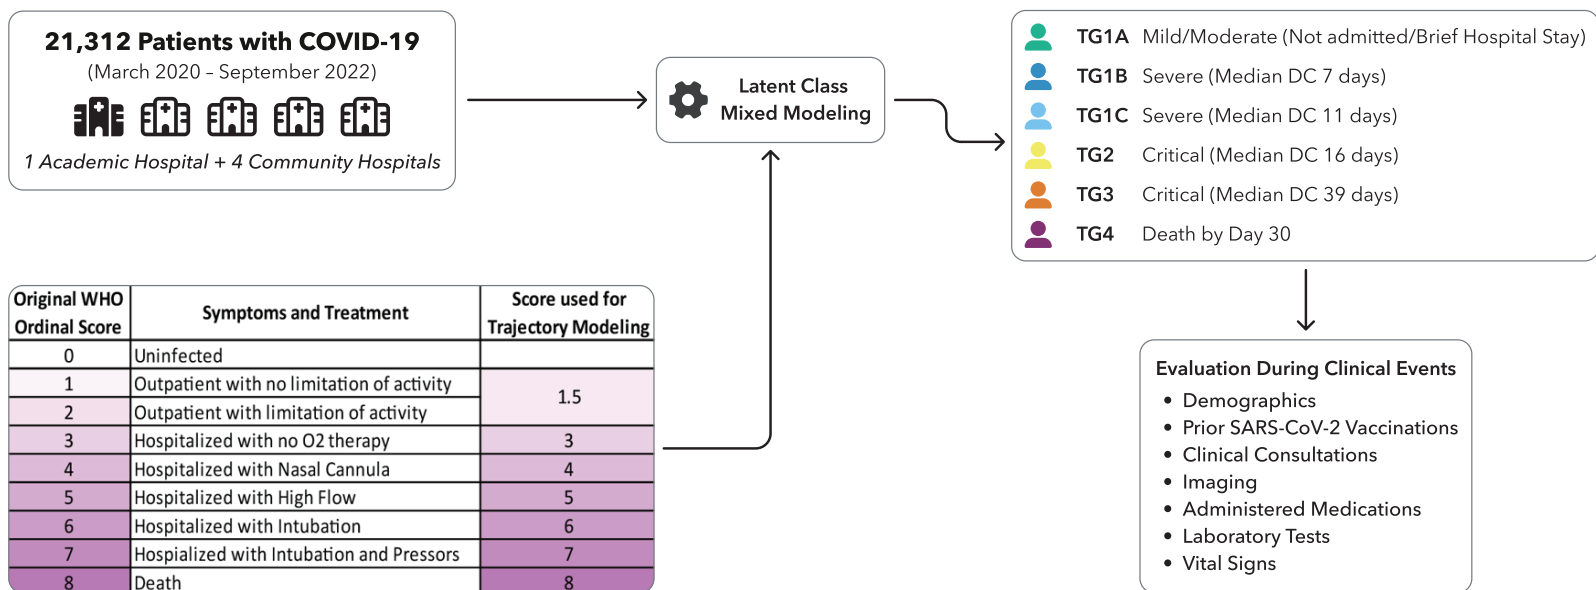 21,312 Patients with COVID-19
(March 2020 – September 2022)
1 Academic Hospital + 4 Community Hospitals
Latent Class
Mixed Modeling
TG1A Mild/Moderate (Not admitted/Brief Hospital Stay)
TG1B Severe (Median DC 7 days)
TG1C Severe (Median DC 11 days)
TG2 Critical (Median DC 16 days)
TG3 Critical (Median DC 39 days)
TG4 Death by Day 30
Original WHO
Ordinal Score
Symptoms and Treatment
Score used for
Trajectory Modeling
0 Uninfected
1 Outpatient with no limitation of activity
1.5
2 Outpatient with limitation of activity
3 Hospitalized with no O2 therapy 3
4 Hospitalized with Nasal Cannula 4
5 Hospitalized with High Flow 5
6 Hospitalized with Intubation 6
7 Hospialized with Intubation and Pressors 7
8 Death 8
Evaluation During Clinical Events
• Demographics
• Prior SARS-CoV-2 Vaccinations
• Clinical Consultations
• Imaging
• Administered Medications
• Laboratory Tests
• Vital Signs